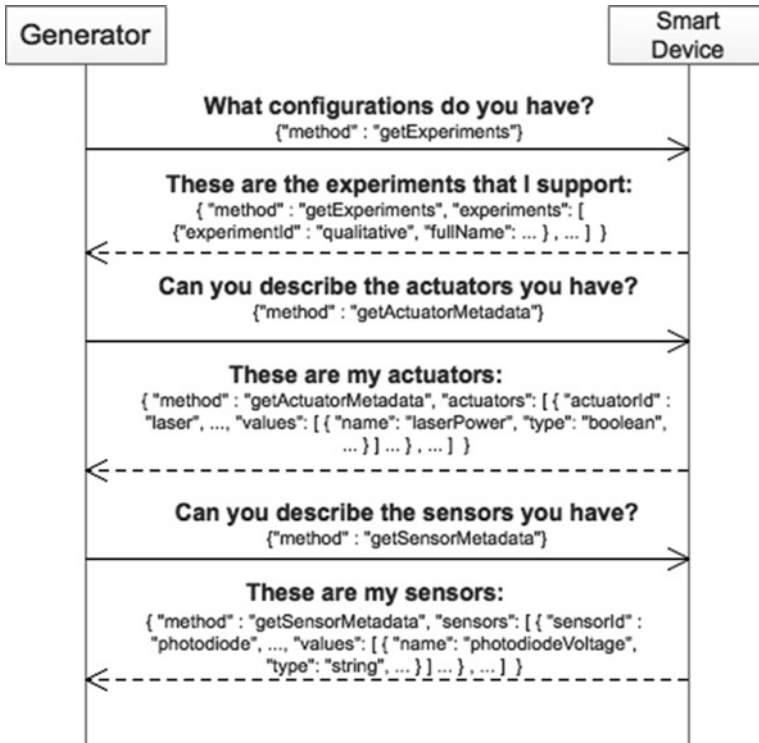 Generator
Smart
Device
What configurations do you have?
{"method" : "getExperiments"}
These are the experiments that I support:
{ "method" : "getExperiments", "experiments": [
{"experimentId" : "qualitative", "fullName": ... } , ... ] }
Can you describe the actuators you have?
{"method" : "getActuatorMetadata"}
These are my actuators:
{ "method" : "getActuatorMetadata", "actuators": [ { "actuatorId" :
"laser", ..., "values": [ { "name": "laserPower", "type": "boolean",
... } ] ... } , ... ] }
Can you describe the sensors you have?
{"method" : "getSensorMetadata"}
These are my sensors:
{ "method" : "getSensorMetadata", "sensors": [ { "sensorId" :
"photodiode", ..., "values": [ { "name": "photodiodeVoltage",
"type": "string", ... } ] ... } , ... ] }